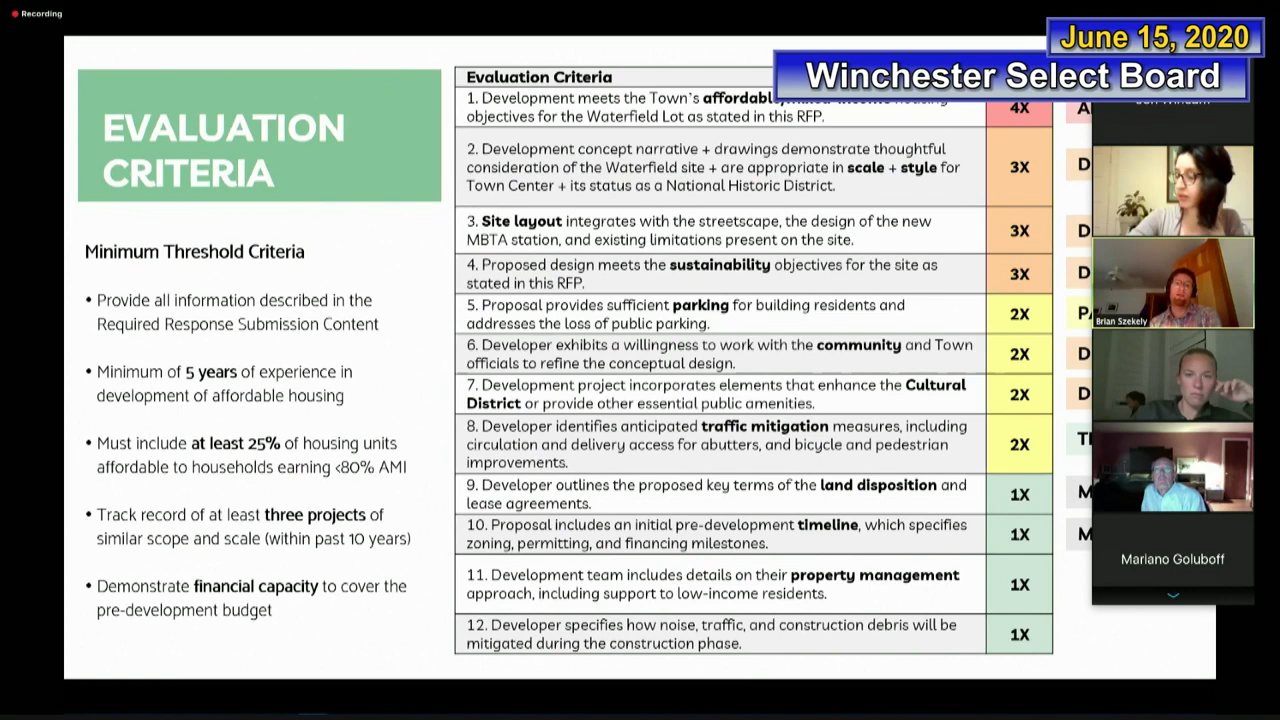 Recording
June 15, 2020
Winchester Select Board
EVALUATION
CRITERIA
Minimum Threshold Criteria
• Provide all information described in the
Required Response Submission Content
• Minimum of 5 years of experience in
development of affordable housing
• Must include at least 25% of housing units
affordable to households earning <80% AMI
• Track record of at least three projects of
similar scope and scale (within past 10 years)
• Demonstrate financial capacity to cover the
pre-development budget
Evaluation Criteria
1. Development meets the Town's affordable/mixed-income housing
objectives for the Waterfield Lot as stated in this RFP.
4X
A
2. Development concept narrative + drawings demonstrate thoughtful
consideration of the Waterfield site + are appropriate in scale + style for
Town Center + its status as a National Historic District.
3X
D
3. Site layout integrates with the streetscape, the design of the new
MBTA station, and existing limitations present on the site.
3X
D
4. Proposed design meets the sustainability objectives for the site as
stated in this RFP.
3X
D
5. Proposal provides sufficient parking for building residents and
addresses the loss of public parking.
2X
P
6. Developer exhibits a willingness to work with the community and Town
officials to refine the conceptual design.
2X
D
7. Development project incorporates elements that enhance the Cultural
District or provide other essential public amenities.
2X
D
8. Developer identifies anticipated traffic mitigation measures, including
circulation and delivery access for abutters, and bicycle and pedestrian
improvements.
2X
T
9. Developer outlines the proposed key terms of the land disposition and
lease agreements.
1X
M
10. Proposal includes an initial pre-development timeline, which specifies
zoning, permitting, and financing milestones.
1X
M
11. Development team includes details on their property management
approach, including support to low-income residents.
1X
12. Developer specifies how noise, traffic, and construction debris will be
mitigated during the construction phase.
1X
Brian Szekely
Mariano Goluboff